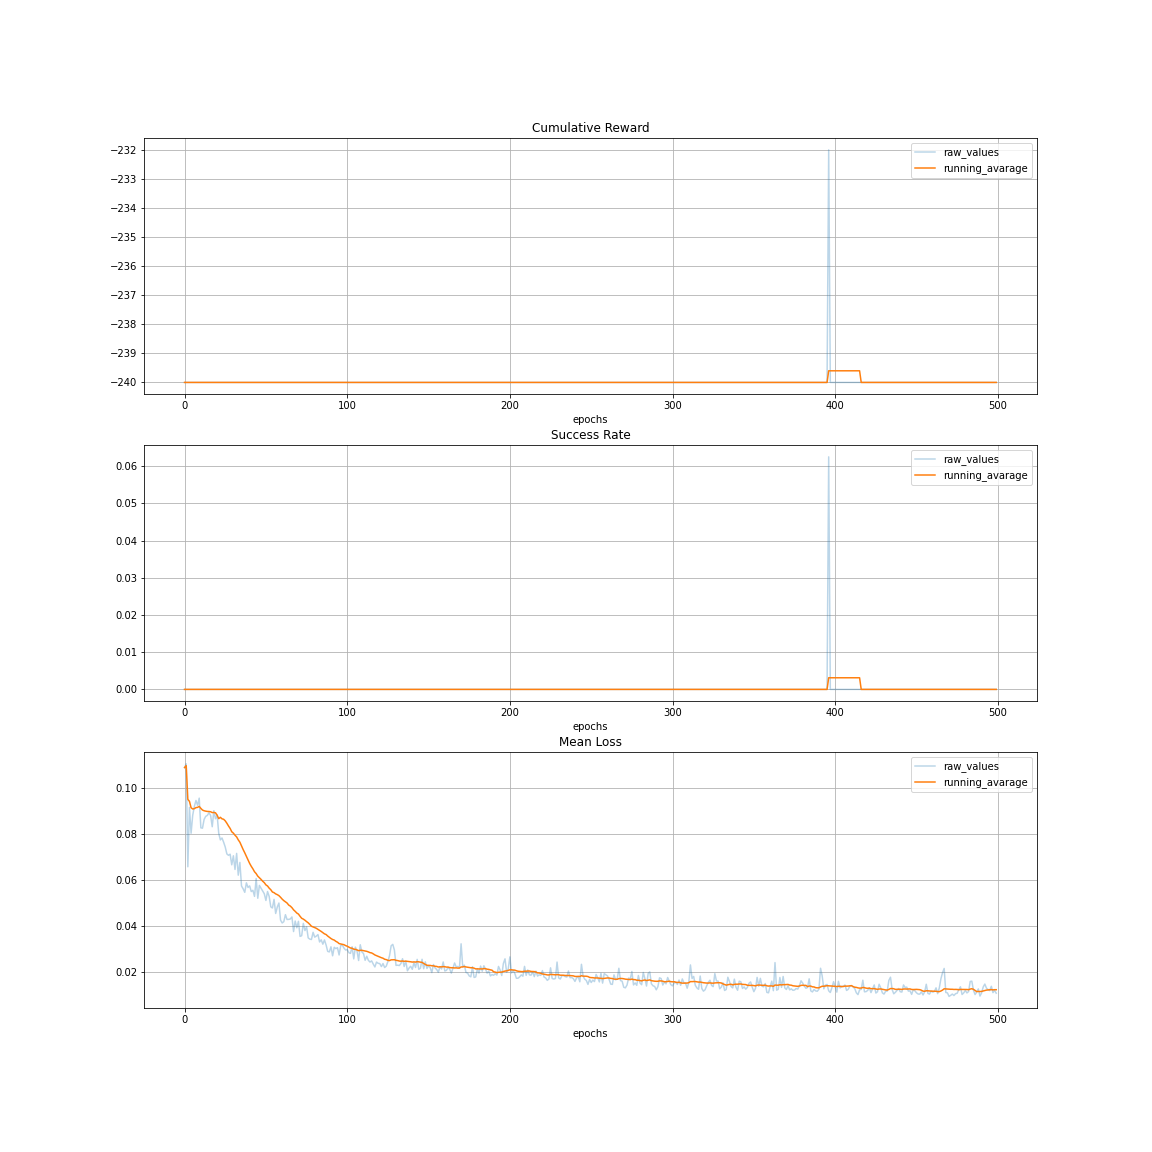 Cumulative Reward
−232
−233
−234
−235
−236
−237
−238
−239
−240
raw_values
running_avarage
0 100 200 300 400 500
epochs
Success Rate
0.06
0.05
0.04
0.03
0.02
0.01
0.00
raw_values
running_avarage
0 100 200 300 400 500
epochs
Mean Loss
0.10
0.08
0.06
0.04
0.02
raw_values
running_avarage
0 100 200 300 400 500
epochs